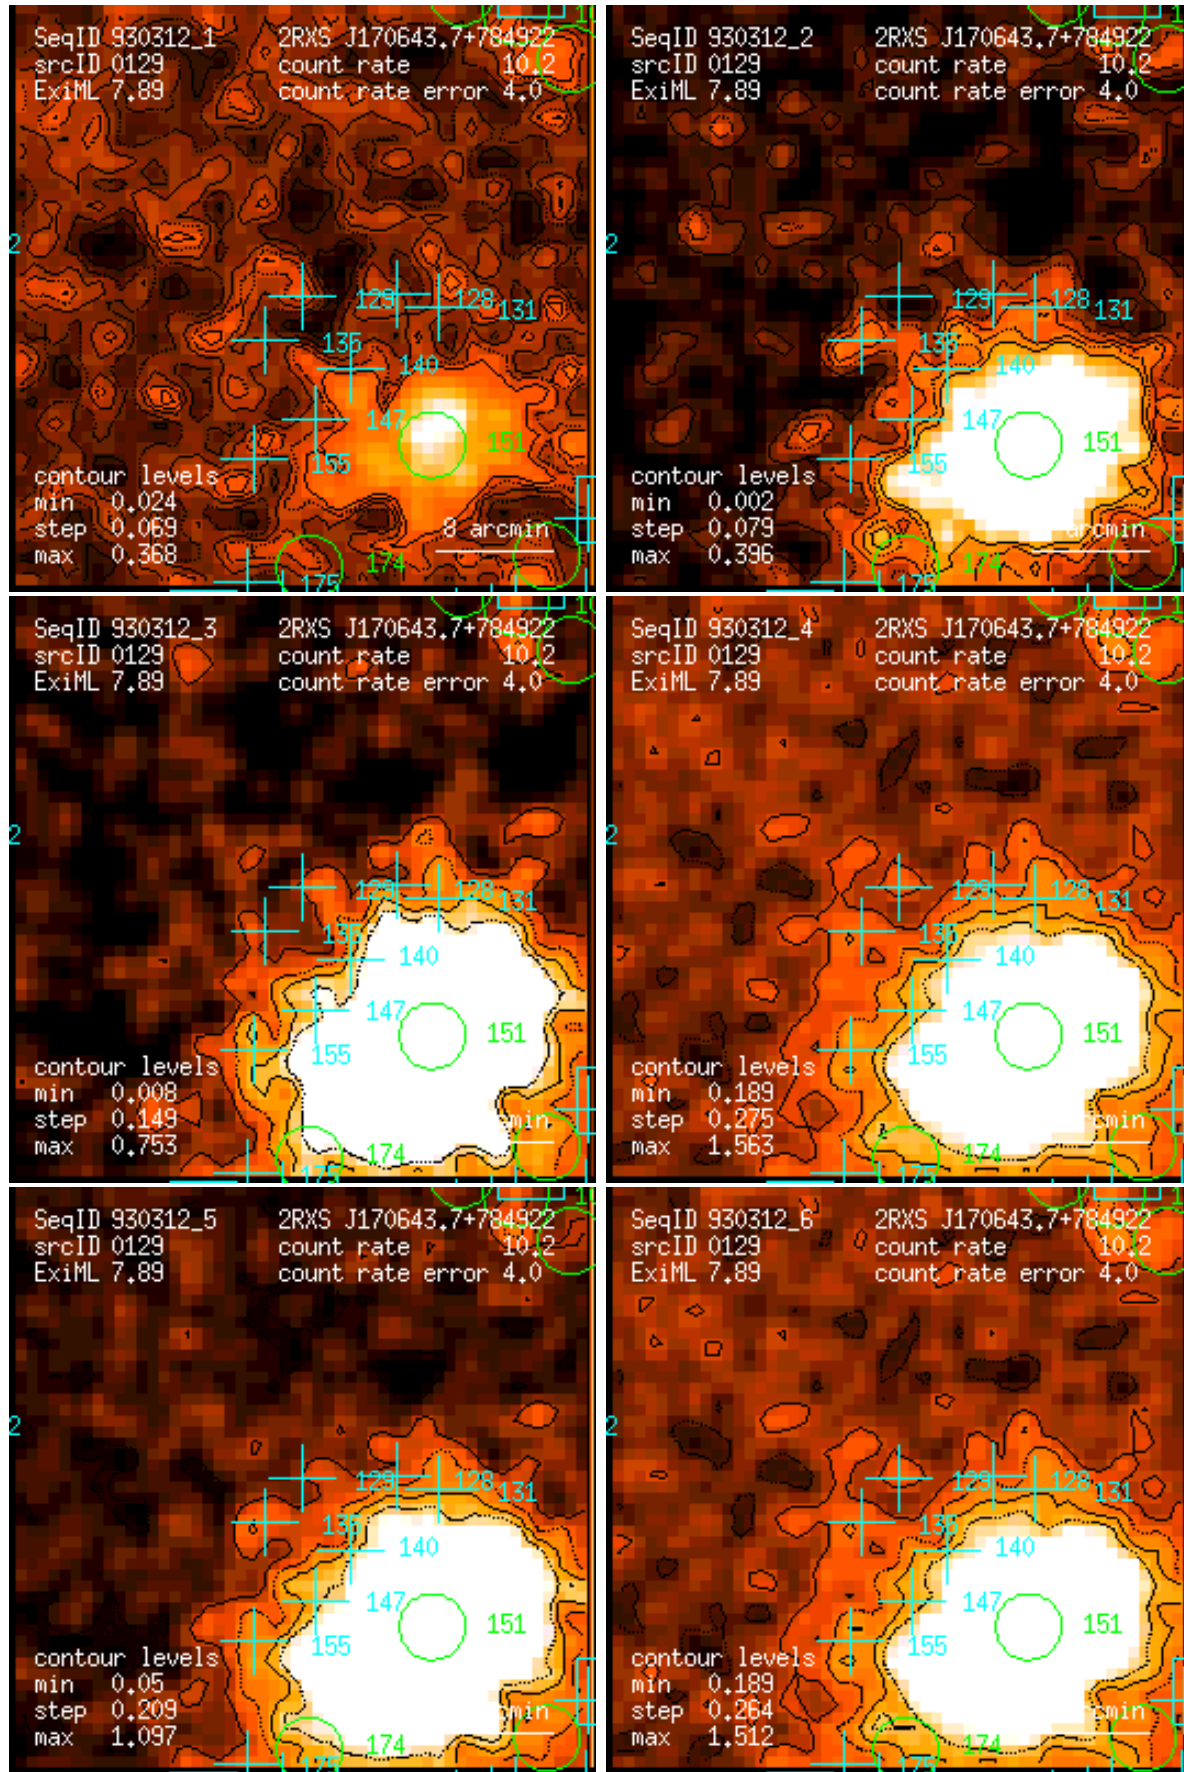 SeqID 930312_1 2RXS J170643.7+784922
srcID 0129 count rate 10.2
ExiML 7.89 count rate error 4.0
2
129 128 131
135
140
147
151
155
contour levels
min 0.024
step 0.069
max 0.368
8 arcmin
174
175
SeqID 930312_2 2RXS J170643.7+784922
srcID 0129 count rate 10.2
ExiML 7.89 count rate error 4.0
2
129 128 131
135
140
147
151
155
contour levels
min 0.002
step 0.079
max 0.396
arcmin
174
175
SeqID 930312_3 2RXS J170643.7+784922
srcID 0129 count rate 10.2
ExiML 7.89 count rate error 4.0
2
129 128 131
135
140
147
151
155
contour levels
min 0.008
step 0.149
max 0.753
min
174
175
SeqID 930312_4 2RXS J170643.7+784922
srcID 0129 count rate 10.2
ExiML 7.89 count rate error 4.0
2
129 128 131
135
140
147
151
155
contour levels
min 0.189
step 0.275
max 1.563
cmin
174
175
SeqID 930312_5 2RXS J170643.7+784922
srcID 0129 count rate 10.2
ExiML 7.89 count rate error 4.0
2
129 128 131
135
140
147
151
155
contour levels
min 0.05
step 0.209
max 1.097
cmin
174
175
SeqID 930312_6 2RXS J170643.7+784922
srcID 0129 count rate 10.2
ExiML 7.89 count rate error 4.0
2
129 128 131
135
140
147
151
155
contour levels
min 0.189
step 0.264
max 1.512
cmin
174
175